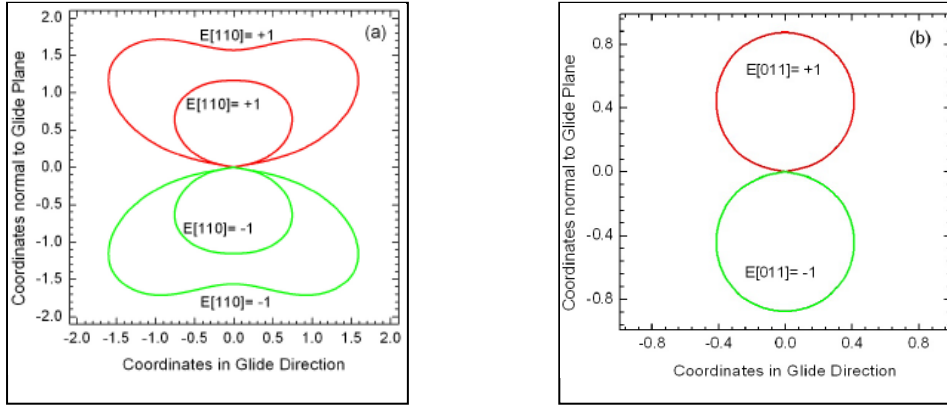 (a)
E[110]= +1
E[110]= +1
E[110]= -1
E[110]= -1
2.0
1.5
1.0
0.5
0.0
-0.5
-1.0
-1.5
-2.0
-2.0 -1.5 -1.0 -0.5 0.0 0.5 1.0 1.5 2.0
Coordinates normal to Glide Plane
Coordinates in Glide Direction
(b)
E[011]= +1
E[011]= -1
0.8
0.4
0.0
-0.4
-0.8
-0.8 -0.4 0.0 0.4 0.8
Coordinates normal to Glide Plane
Coordinates in Glide Direction